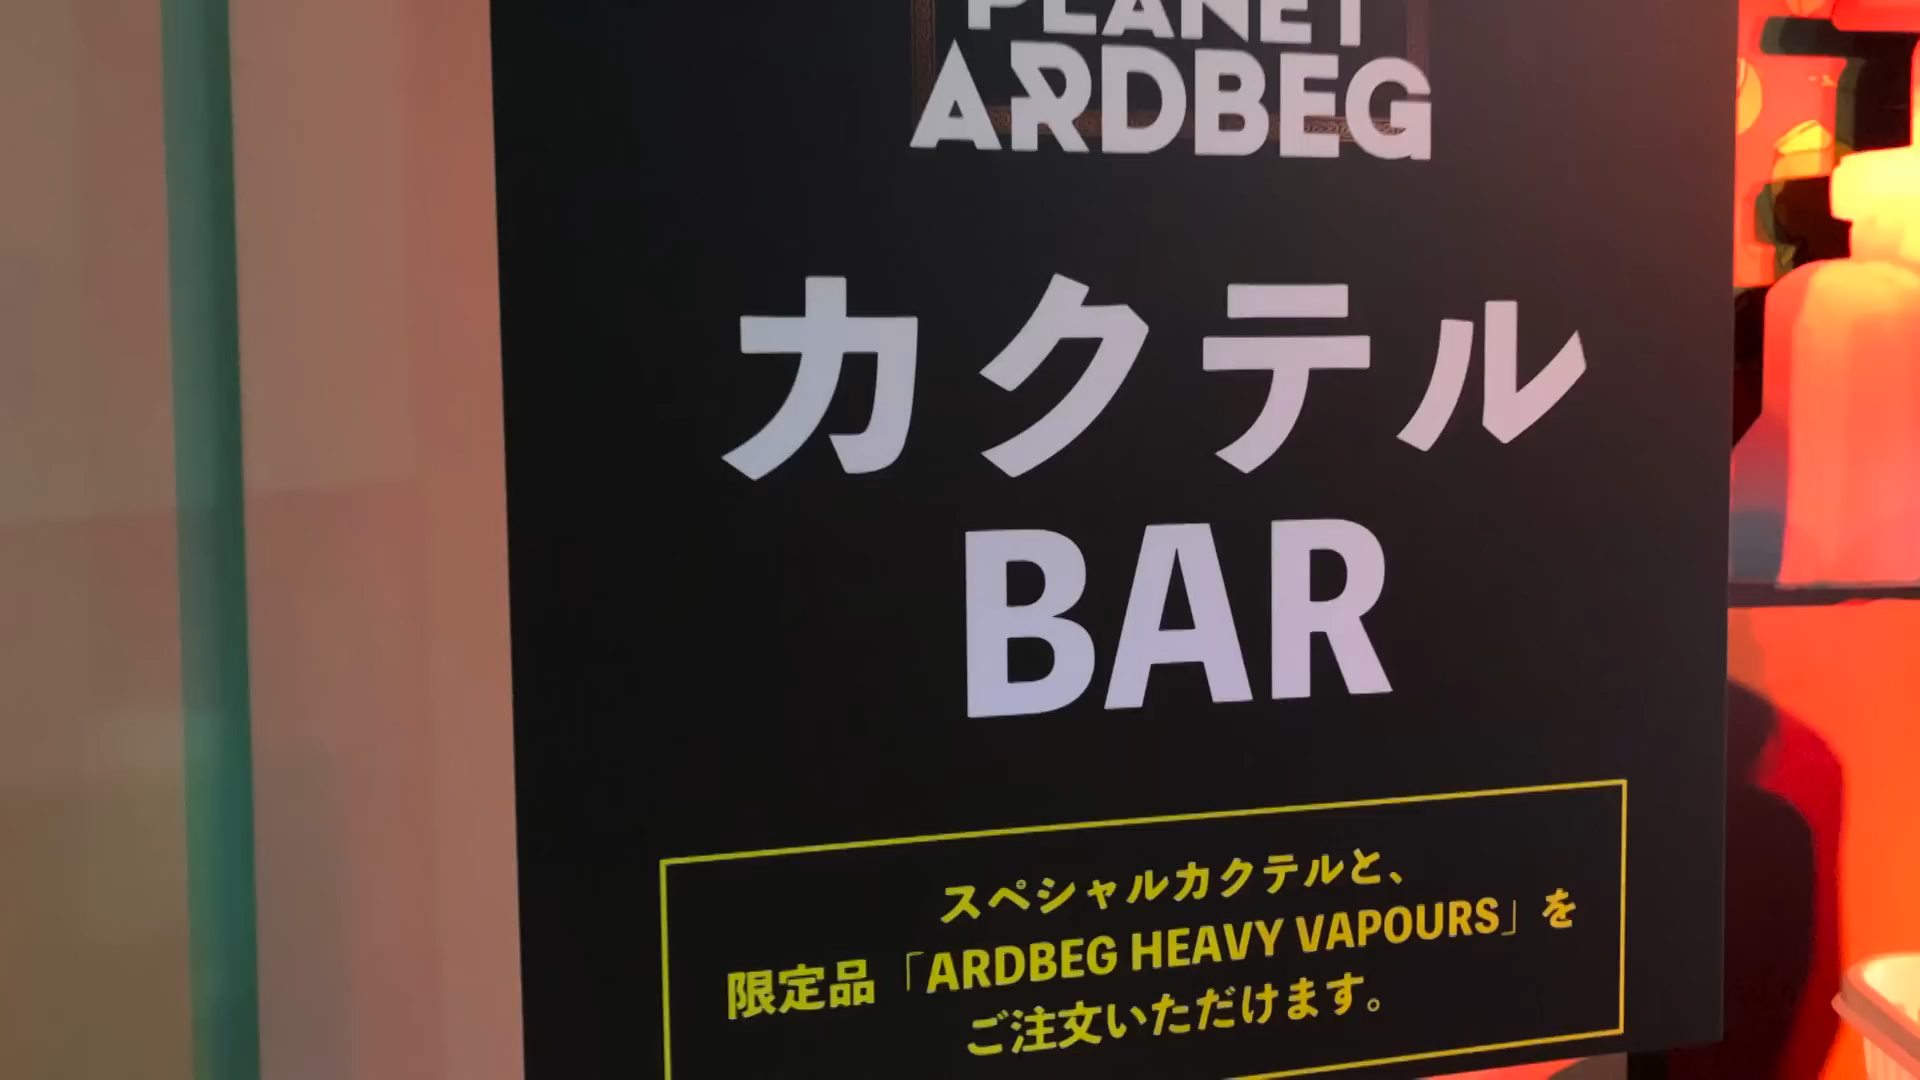 PLANET
ARDBEG
カクテル
BAR
スペシャルカクテルと、
限定品「ARDBEG HEAVY VAPOURS」を
ご注文いただけます。